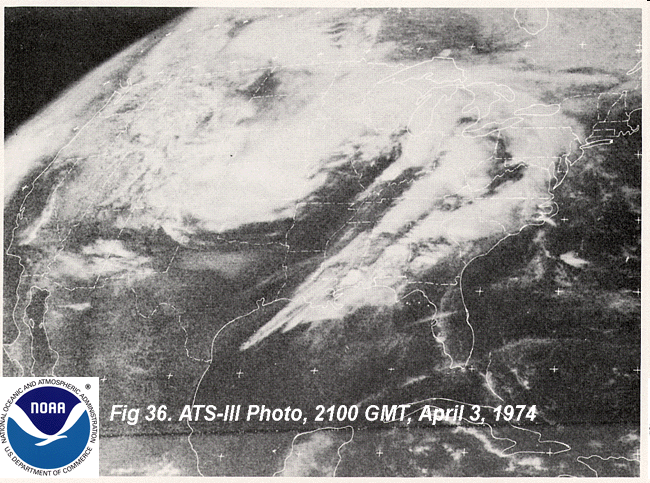 Fig 36. ATS-III Photo, 2100 GMT, April 3, 1974
NATIONAL OCEANIC AND ATMOSPHERIC ADMINISTRATION
®
NOAA
U.S. DEPARTMENT OF COMMERCE